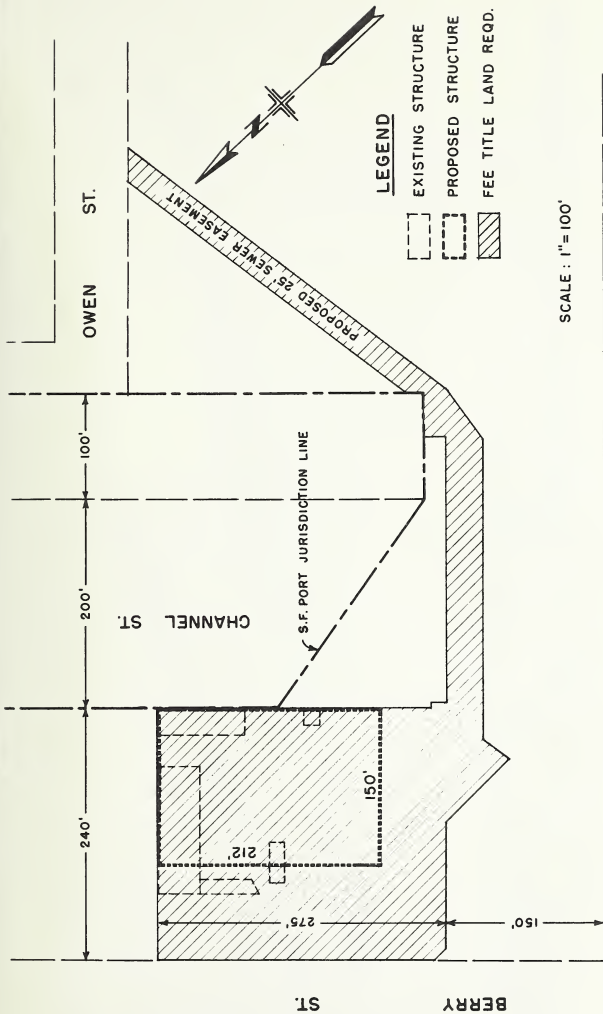 OWEN ST.
PROPOSED 25' SEWER EASEMENT
N
100'
200'
240'
CHANNEL ST.
S.F. PORT JURISDICTION LINE
150'
212'
275'
150'
BERRY ST.
LEGEND
EXISTING STRUCTURE
PROPOSED STRUCTURE
FEE TITLE LAND REQD.
SCALE : 1"= 100'